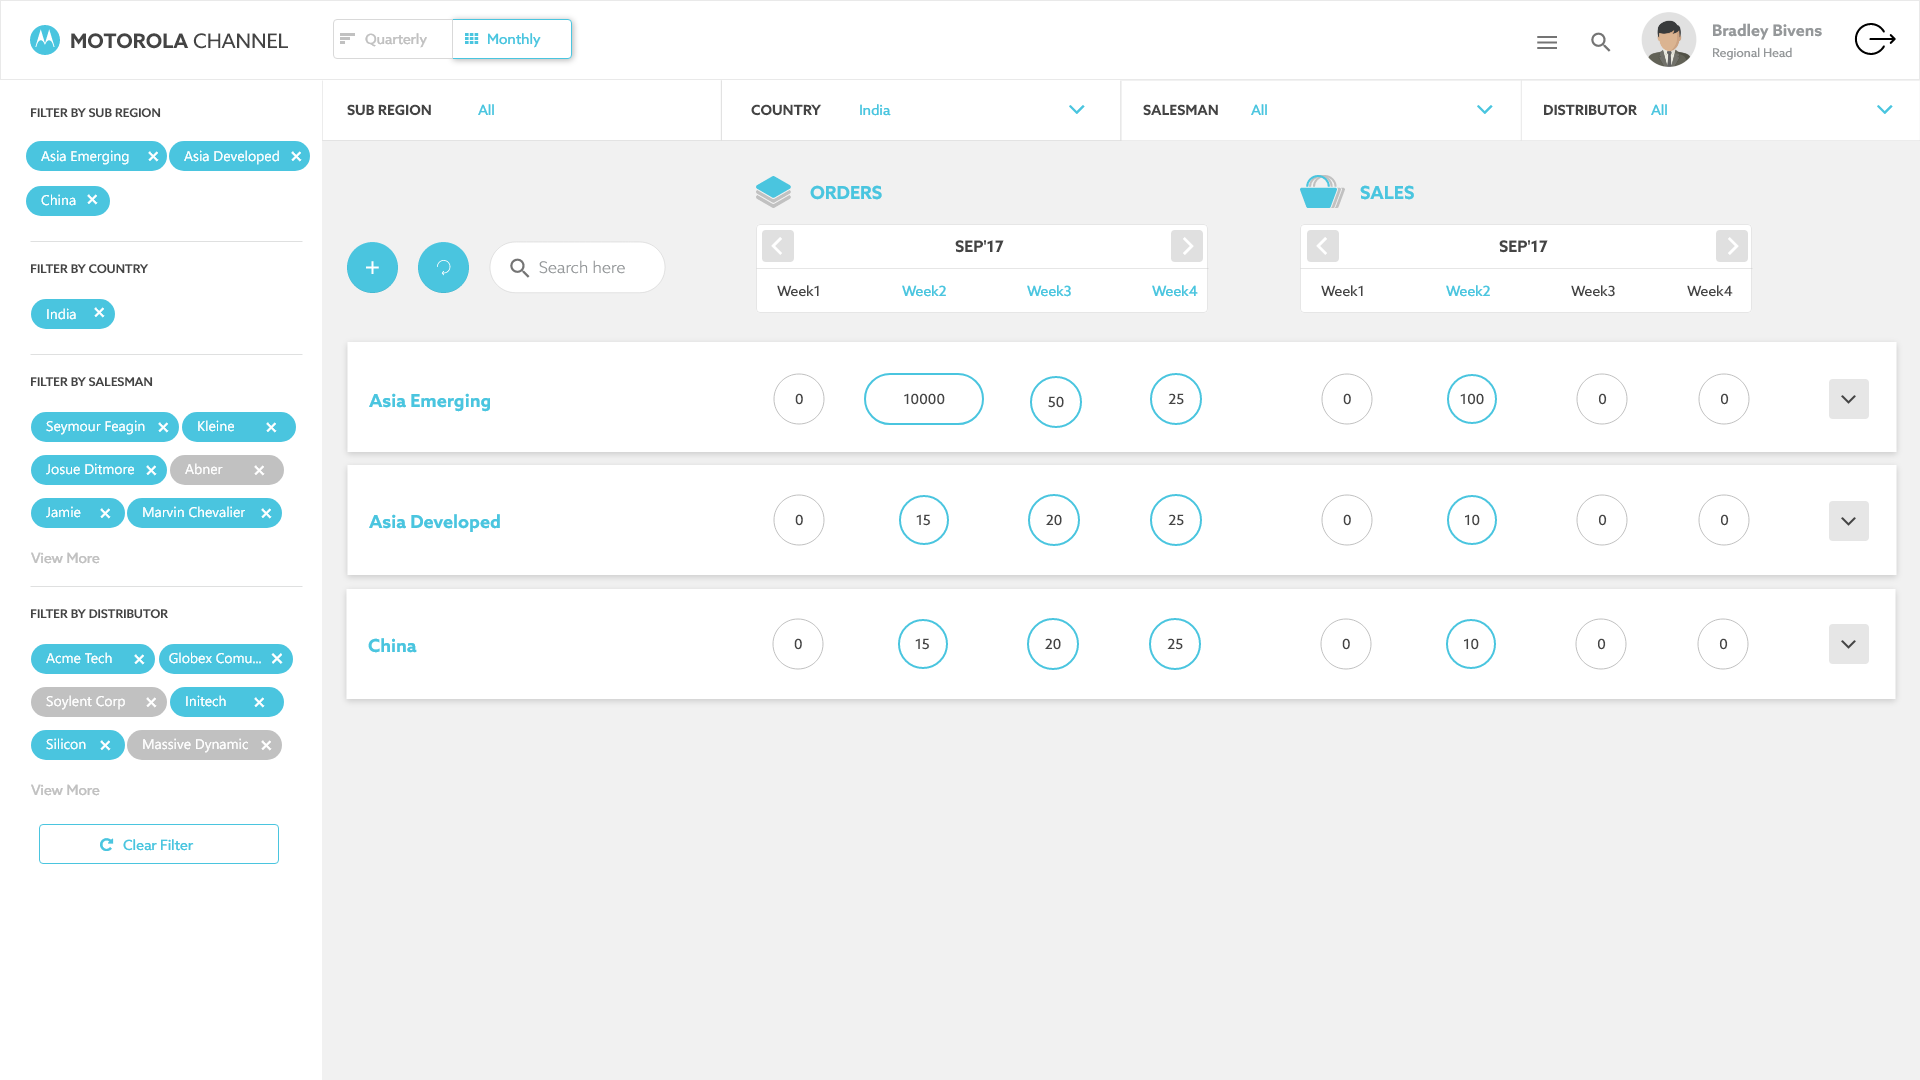 MOTOROLA CHANNEL
Quarterly
Monthly
Bradley Bivens
Regional Head
FILTER BY SUB REGION
Asia Emerging
Asia Developed
China
FILTER BY COUNTRY
India
FILTER BY SALESMAN
Seymour Feagin
Kleine
Josue Ditmore
Abner
Jamie
Marvin Chevalier
View More
FILTER BY DISTRIBUTOR
Acme Tech
Globex Comu...
Soylent Corp
Initech
Silicon
Massive Dynamic
View More
Clear Filter
SUB REGION All
COUNTRY India
SALESMAN All
DISTRIBUTOR All
Search here
ORDERS
SEP'17
Week1 Week2 Week3 Week4
SALES
SEP'17
Week1 Week2 Week3 Week4
Asia Emerging 0 10000 50 25 0 100 0 0
Asia Developed 0 15 20 25 0 10 0 0
China 0 15 20 25 0 10 0 0